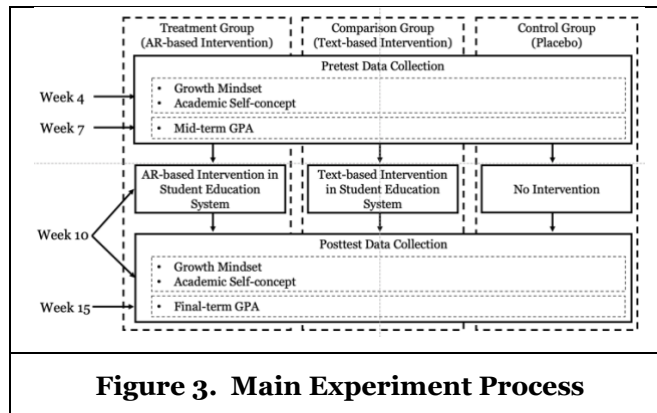 Treatment Group
(AR-based Intervention)
Comparison Group
(Text-based Intervention)
Control Group
(Placebo)
Pretest Data Collection
Week 4
• Growth Mindset
• Academic Self-concept
Week 7
• Mid-term GPA
AR-based Intervention in
Student Education
System
Text-based Intervention
in Student Education
System
No Intervention
Week 10
Posttest Data Collection
• Growth Mindset
• Academic Self-concept
Week 15
• Final-term GPA
Figure 3. Main Experiment Process